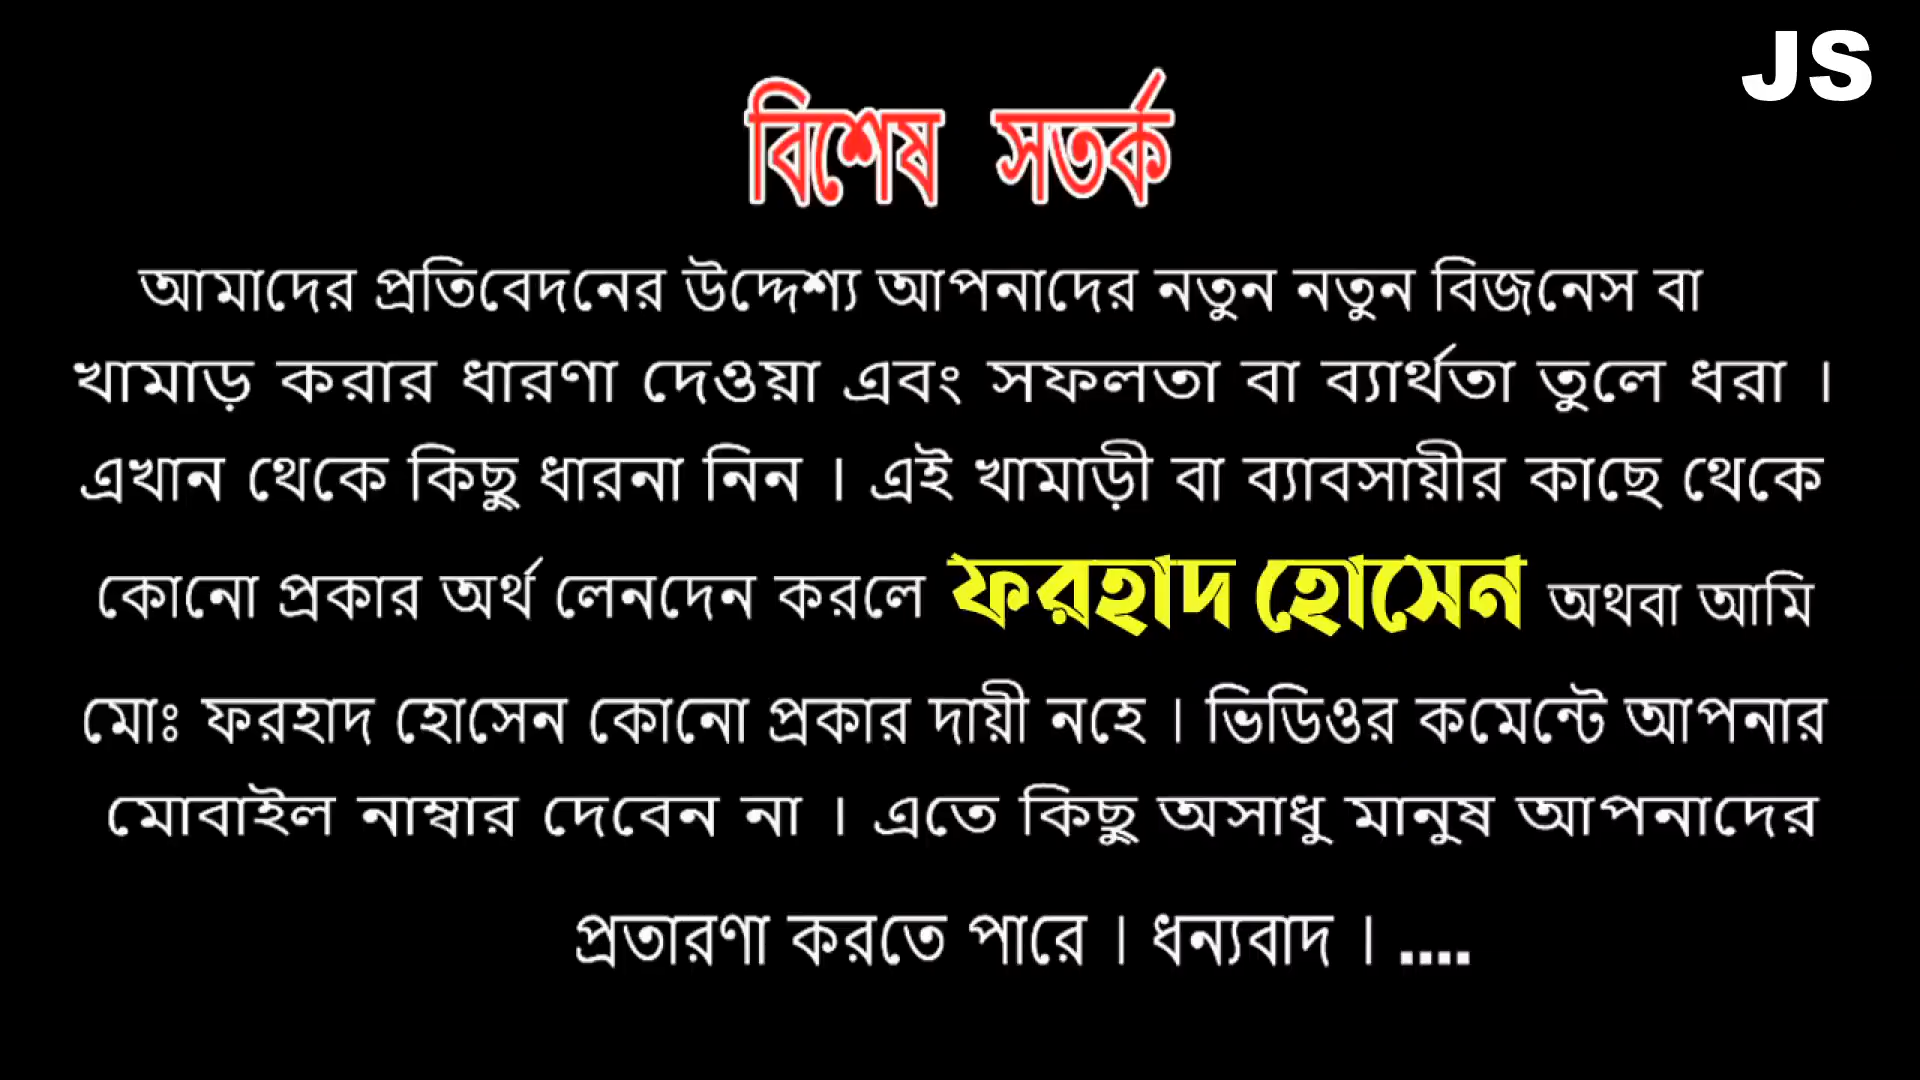 JS
বিশেষ সতর্ক
আমাদের প্রতিবেদনের উদ্দেশ্য আপনাদের নতুন নতুন বিজনেস বা
খামাড় করার ধারণা দেওয়া এবং সফলতা বা ব্যার্থতা তুলে ধরা ।
এখান থেকে কিছু ধারনা নিন । এই খামাড়ী বা ব্যাবসায়ীর কাছে থেকে
কোনো প্রকার অর্থ লেনদেন করলে ফরহাদ হোসেন অথবা আমি
মোঃ ফরহাদ হোসেন কোনো প্রকার দায়ী নহে । ভিডিওর কমেন্টে আপনার
মোবাইল নাম্বার দেবেন না । এতে কিছু অসাধু মানুষ আপনাদের
প্রতারণা করতে পারে । ধন্যবাদ । ....